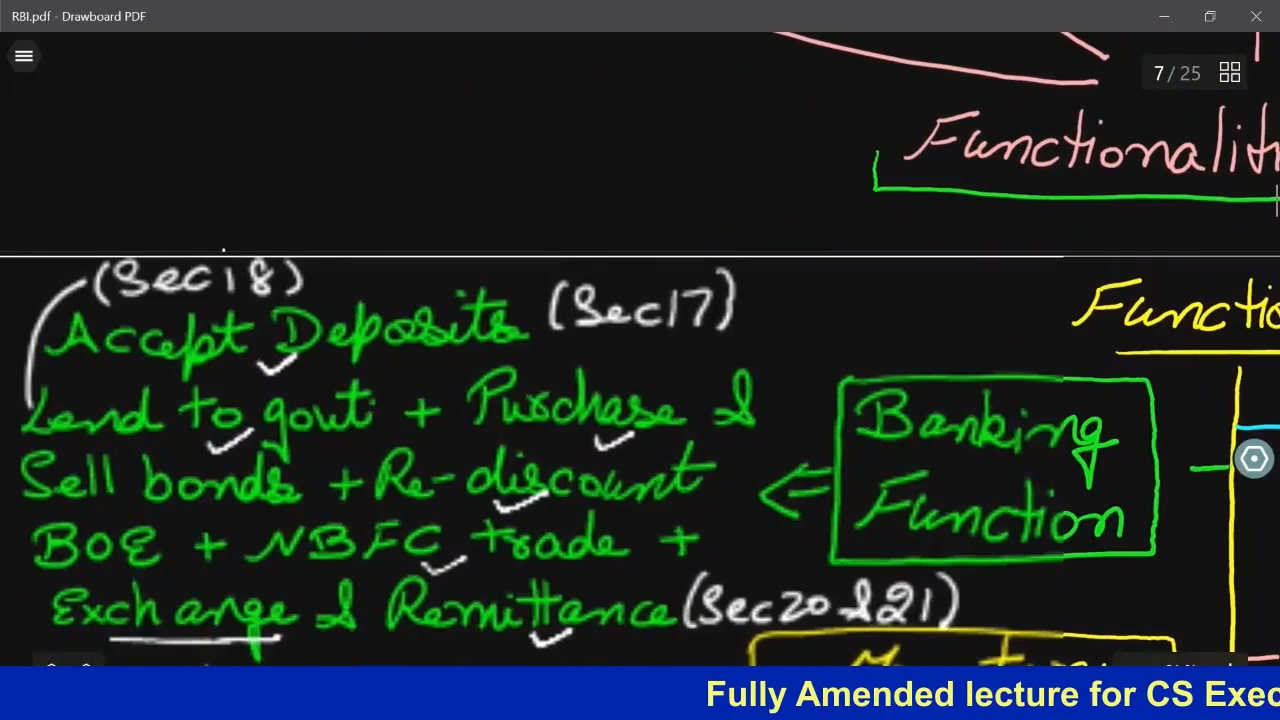 RBI.pdf - Drawboard PDF
7 / 25
Functionalit
(Sec 18)
Accept Deposits (Sec 17)
Lend to govt + Purchase &
Sell bonds + Re-discount
BOE + NBFC trade +
Exchange & Remittance (Sec 20 & 21)
Functio
Banking
Function
Fully Amended lecture for CS Exec